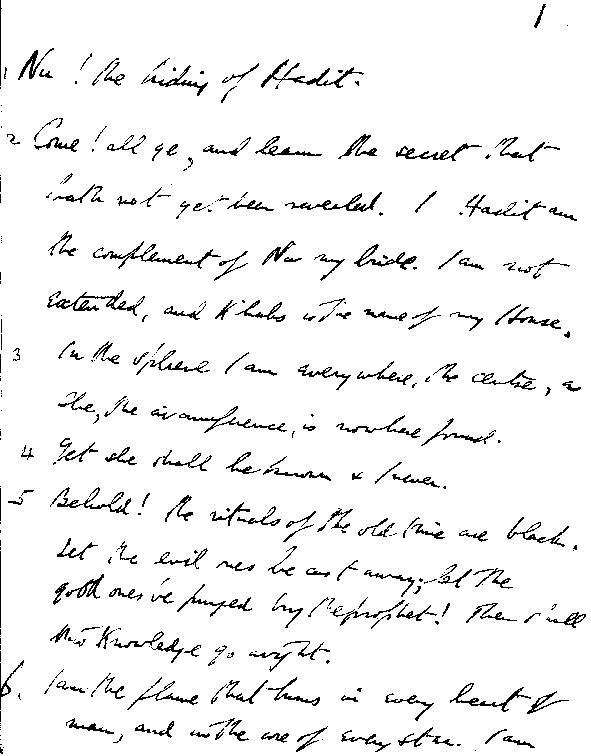 1
1 Nu! the hiding of Hadit.
2 Come! all ye, and learn the secret that
hath not yet been revealed. I Hadit am
the complement of Nu my bride. I am not
extended, and Khabs is the name of my House.
3 In the sphere I am everywhere, the centre, as
she, the circumference, is nowhere found.
4 Yet she shall be known & I never.
5 Behold! the rituals of the old time are black.
Let the evil ones be cast away; let the
good ones be purged by the prophet! Then shall
this Knowledge go aright.
6. I am the flame that burns in every heart of
man, and in the core of every star. I am